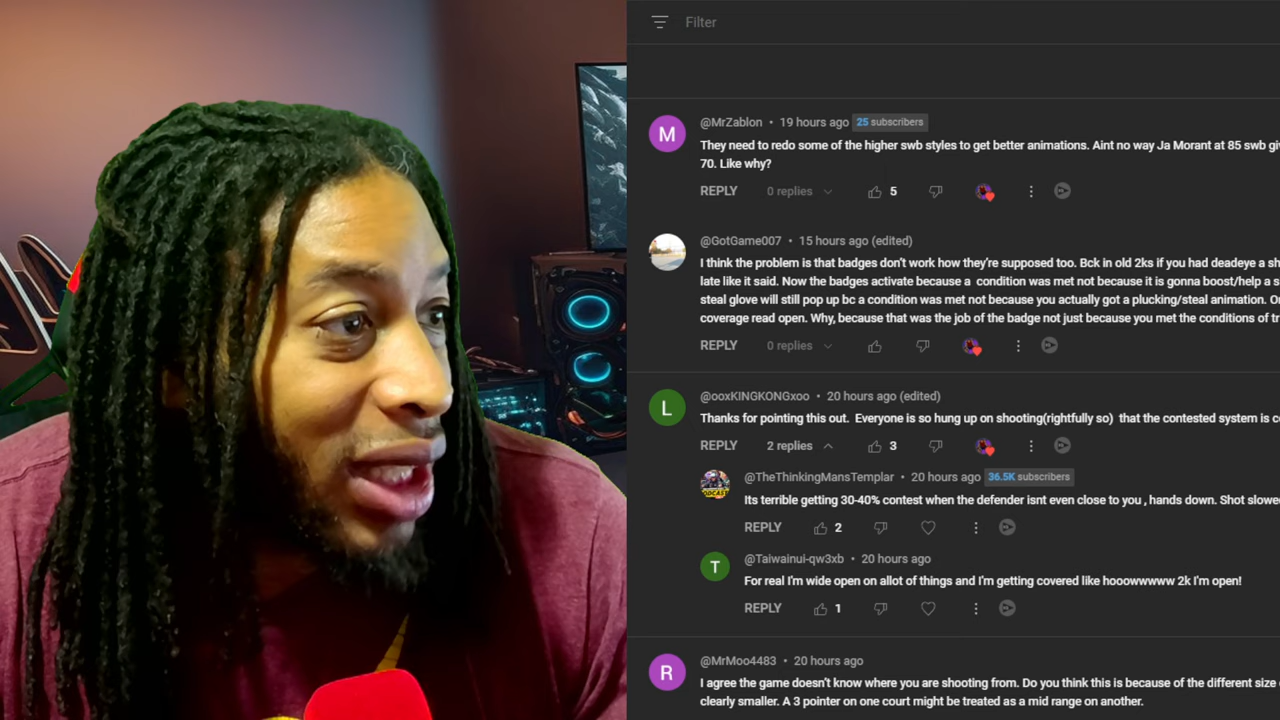 Filter
@MrZablon • 19 hours ago 25 subscribers
They need to redo some of the higher swb styles to get better animations. Aint no way Ja Morant at 85 swb
70. Like why?
REPLY 0 replies 5
@GotGame007 • 15 hours ago (edited)
I think the problem is that badges don't work how they're supposed too. Bck in old 2ks if you had deadeye a
late like it said. Now the badges activate because a condition was met not because it is gonna boost/help a
steal glove will still pop up bc a condition was met not because you actually got a plucking/steal animation.
coverage read open. Why, because that was the job of the badge not just because you met the conditions of
REPLY 0 replies
L @ooxKINGKONGxoo • 20 hours ago (edited)
Thanks for pointing this out. Everyone is so hung up on shooting(rightfully so) that the contested system is
REPLY 2 replies 3
@TheThinkingMansTemplar • 20 hours ago 36.5K subscribers
Its terrible getting 30-40% contest when the defender isnt even close to you , hands down. Shot
REPLY 2
T @Taiwainui-qw3xb • 20 hours ago
For real I'm wide open on allot of things and I'm getting covered like hooowwwww 2k I'm open!
REPLY 1
R @MrMoo4483 • 20 hours ago
I agree the game doesn't know where you are shooting from. Do you think this is because of the different size
clearly smaller. A 3 pointer on one court might be treated as a mid range on another.